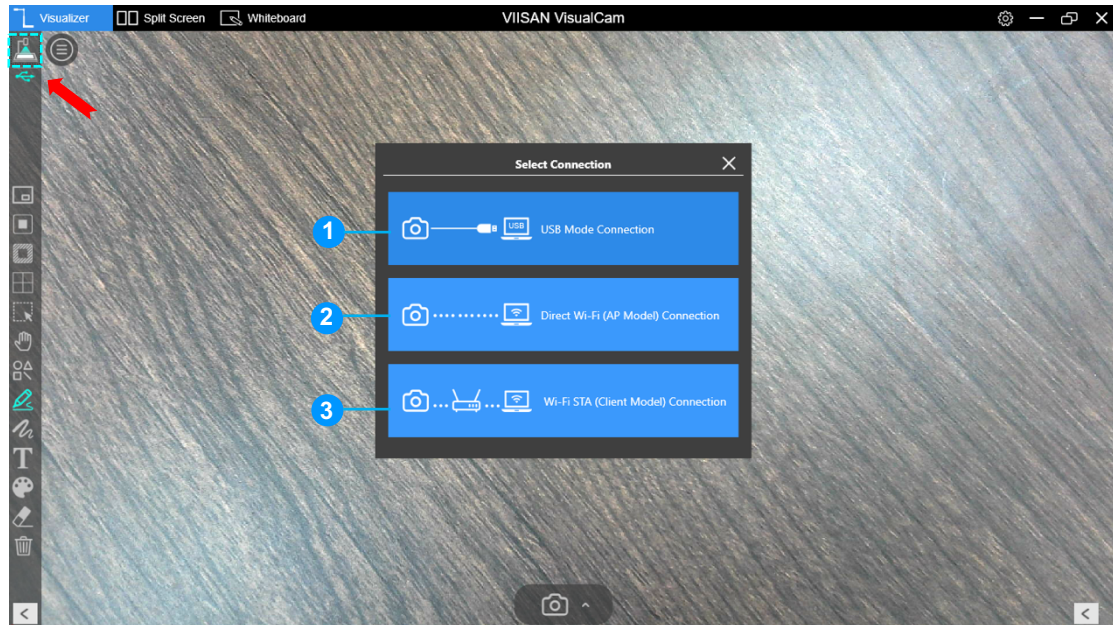 Visualizer
Split Screen
Whiteboard
VIISAN VisualCam
Select Connection
1
USB
USB Mode Connection
2
Direct Wi-Fi (AP Model) Connection
3
Wi-Fi STA (Client Model) Connection
T